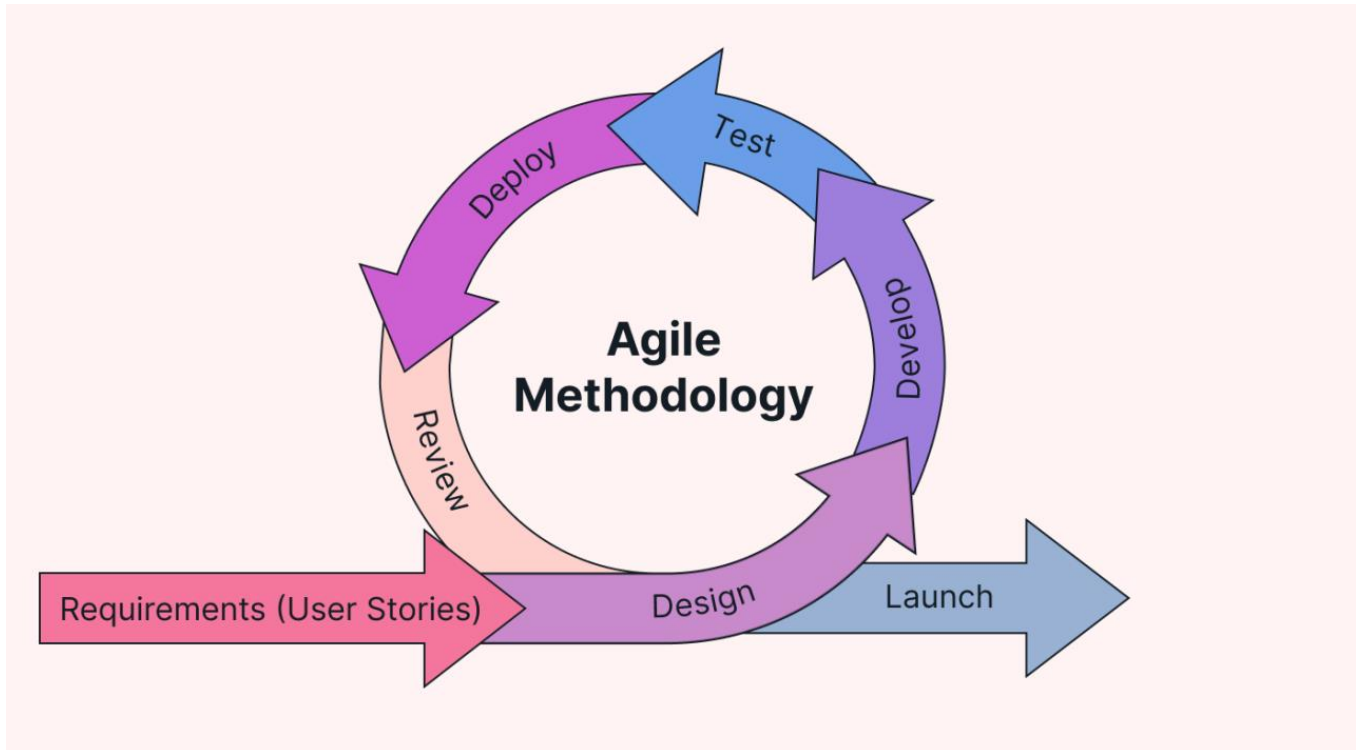 Test
Deploy
Develop
Agile
Methodology
Review
Requirements (User Stories)
Design
Launch